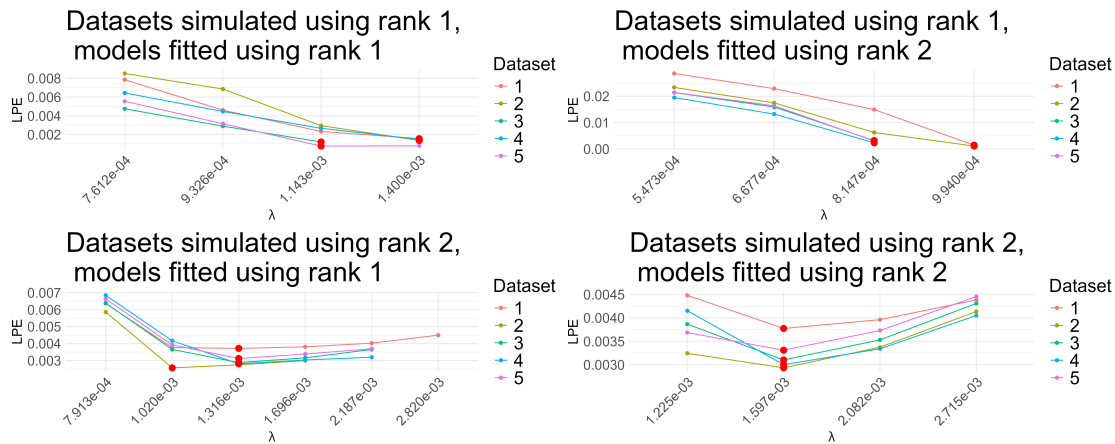 Datasets simulated using rank 1,
models fitted using rank 1
LPE
0.008
0.006
0.004
0.002
7.612e-04
9.326e-04
1.143e-03
1.400e-03
λ
Dataset
1
2
3
4
5
Datasets simulated using rank 1,
models fitted using rank 2
LPE
0.02
0.01
0.00
5.473e-04
6.677e-04
8.147e-04
9.940e-04
λ
Dataset
1
2
3
4
5
Datasets simulated using rank 2,
models fitted using rank 1
LPE
0.007
0.006
0.005
0.004
0.003
7.913e-04
1.020e-03
1.316e-03
1.696e-03
2.187e-03
2.820e-03
λ
Dataset
1
2
3
4
5
Datasets simulated using rank 2,
models fitted using rank 2
LPE
0.0045
0.0040
0.0035
0.0030
1.225e-03
1.597e-03
2.082e-03
2.715e-03
λ
Dataset
1
2
3
4
5